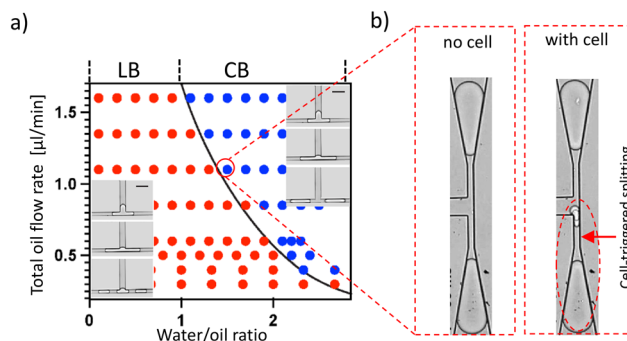 a)
LB
CB
Total oil flow rate [µl/min]
1.5
1.0
0.5
0
1
2
Water/oil ratio
b)
no cell
with cell
Cell-triggered splitting